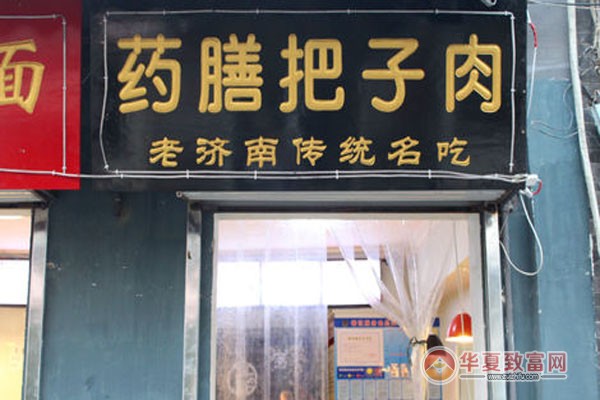 面
药膳把子肉
老济南传统名吃
华夏致富网